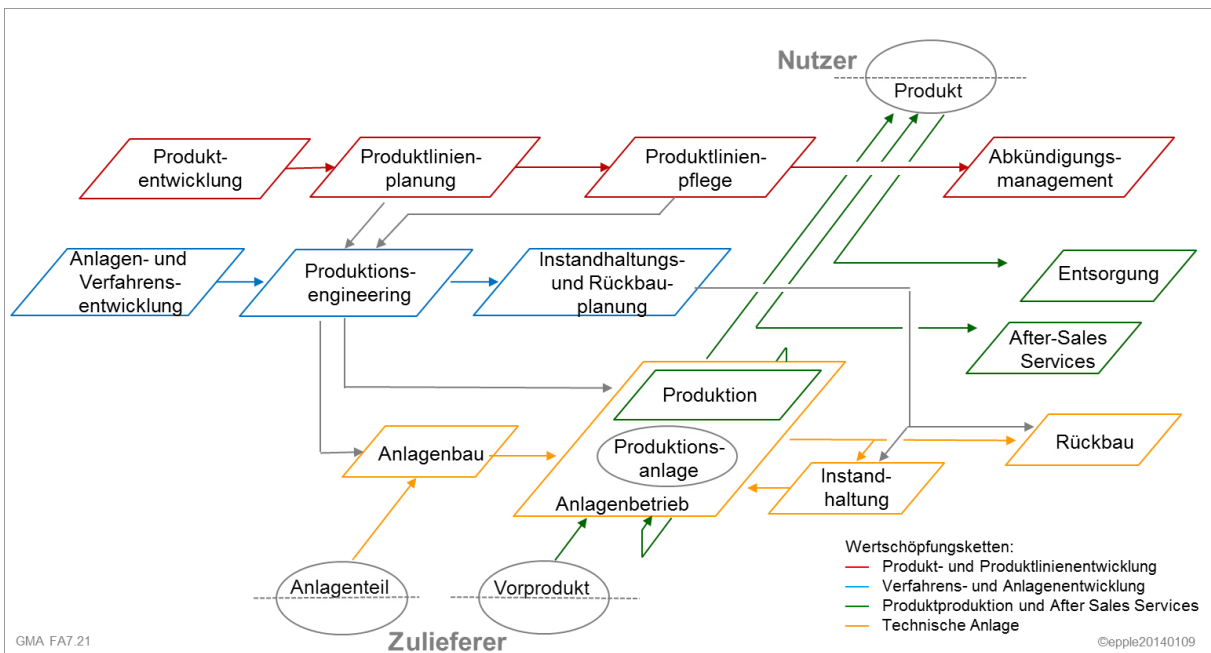 Nutzer
Produkt
Produkt-
entwicklung
Produktlinien-
planung
Produktlinien-
pflege
Abkündigungs-
management
Anlagen- und
Verfahrens-
entwicklung
Produktions-
engineering
Instandhaltungs-
und Rückbau-
planung
Entsorgung
After-Sales
Services
Produktion
Produktions-
anlage
Anlagenbetrieb
Anlagenbau
Instand-
haltung
Rückbau
Anlagenteil
Vorprodukt
Zulieferer
Wertschöpfungsketten:
Produkt- und Produktlinienentwicklung
Verfahrens- und Anlagenentwicklung
Produktproduktion und After Sales Services
Technische Anlage
GMA FA7.21
©epple20140109